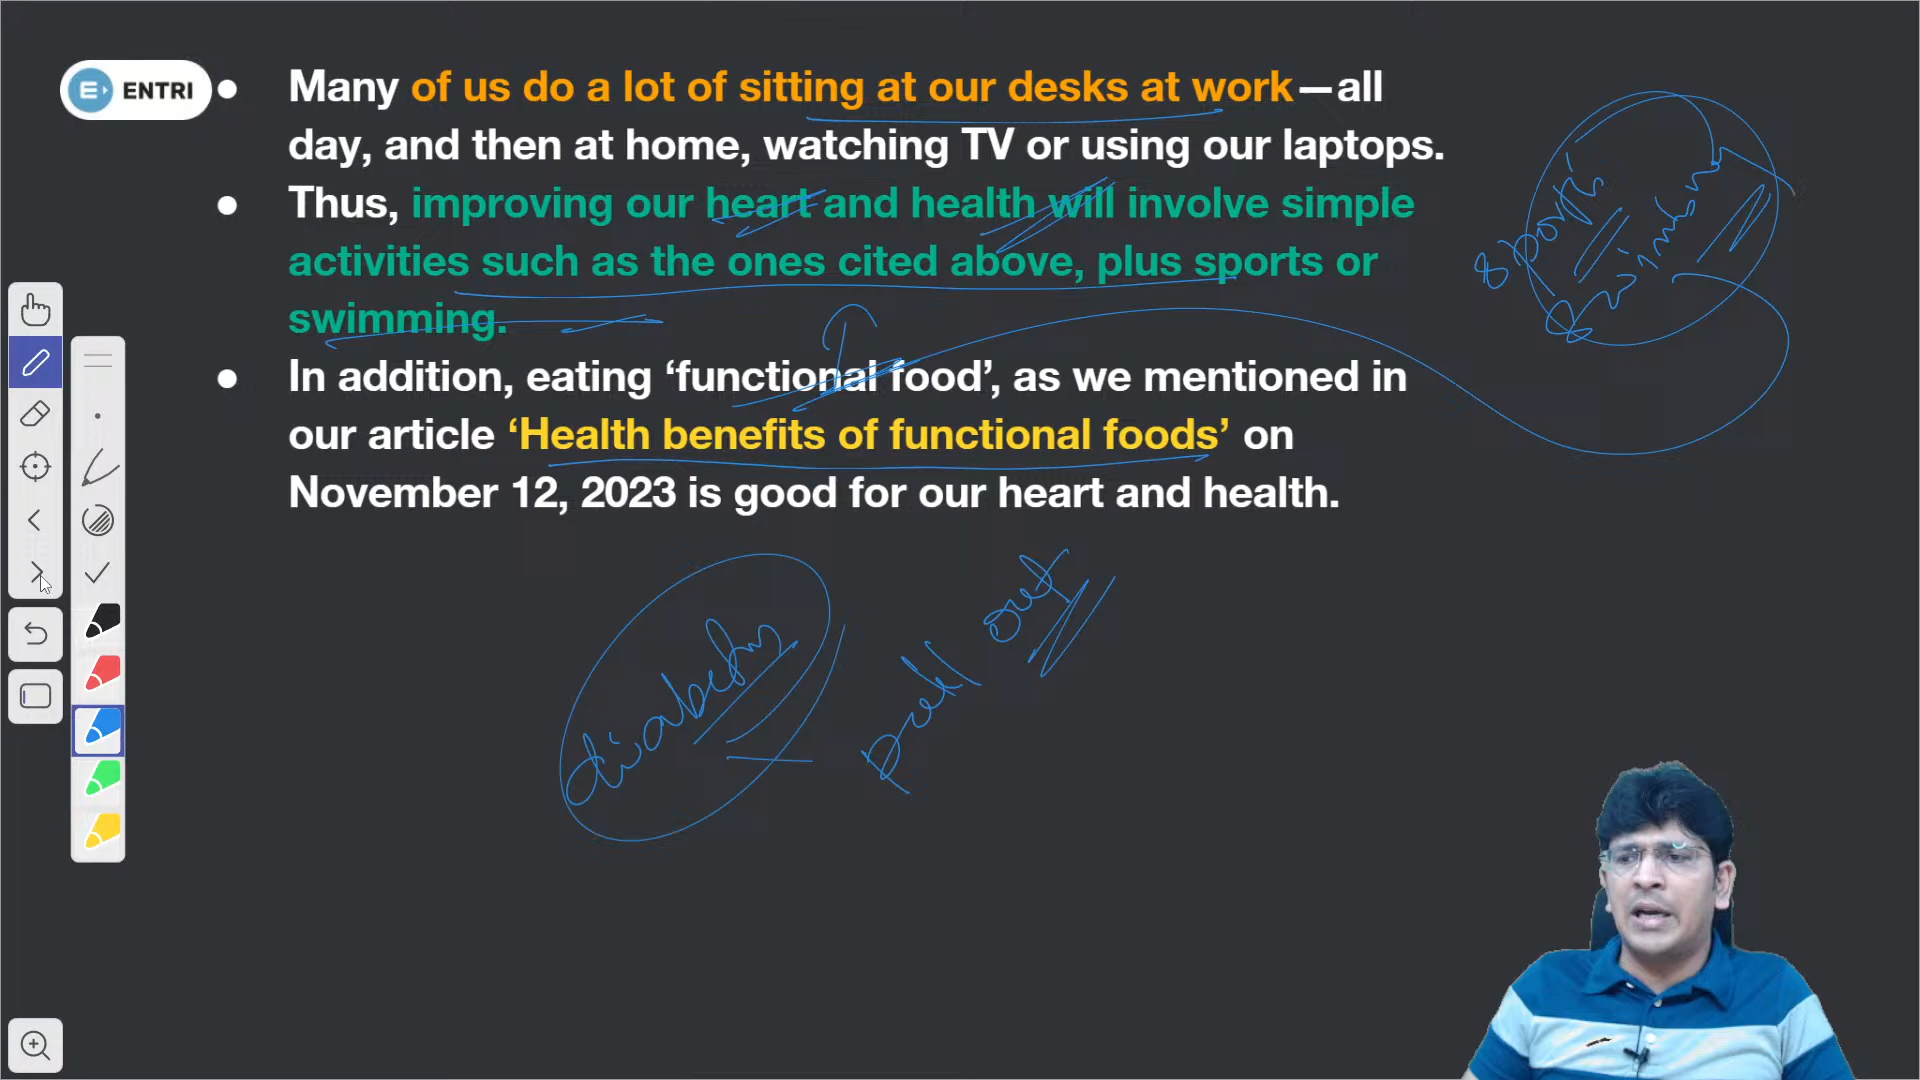 ENTRI
● Many of us do a lot of sitting at our desks at work—all
day, and then at home, watching TV or using our laptops.
● Thus, improving our heart and health will involve simple
activities such as the ones cited above, plus sports or
swimming.
● In addition, eating ‘functional food’, as we mentioned in
our article ‘Health benefits of functional foods’ on
November 12, 2023 is good for our heart and health.
sports
pull out